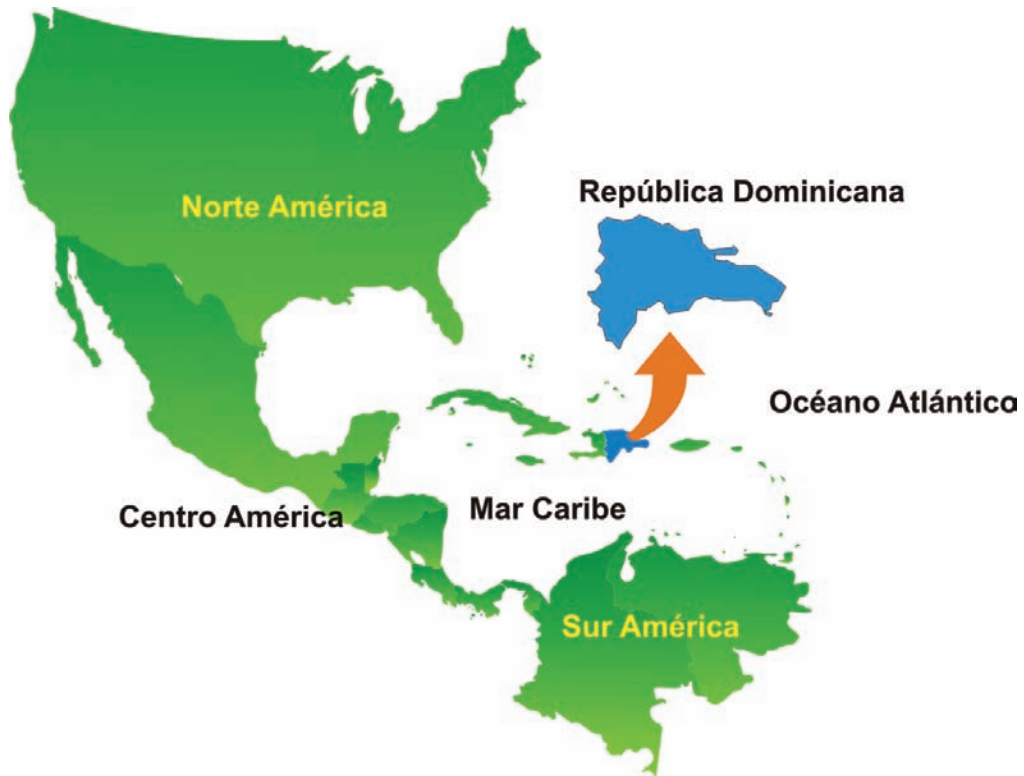 República Dominicana
Norte América
Océano Atlántico
Mar Caribe
Centro América
Sur América